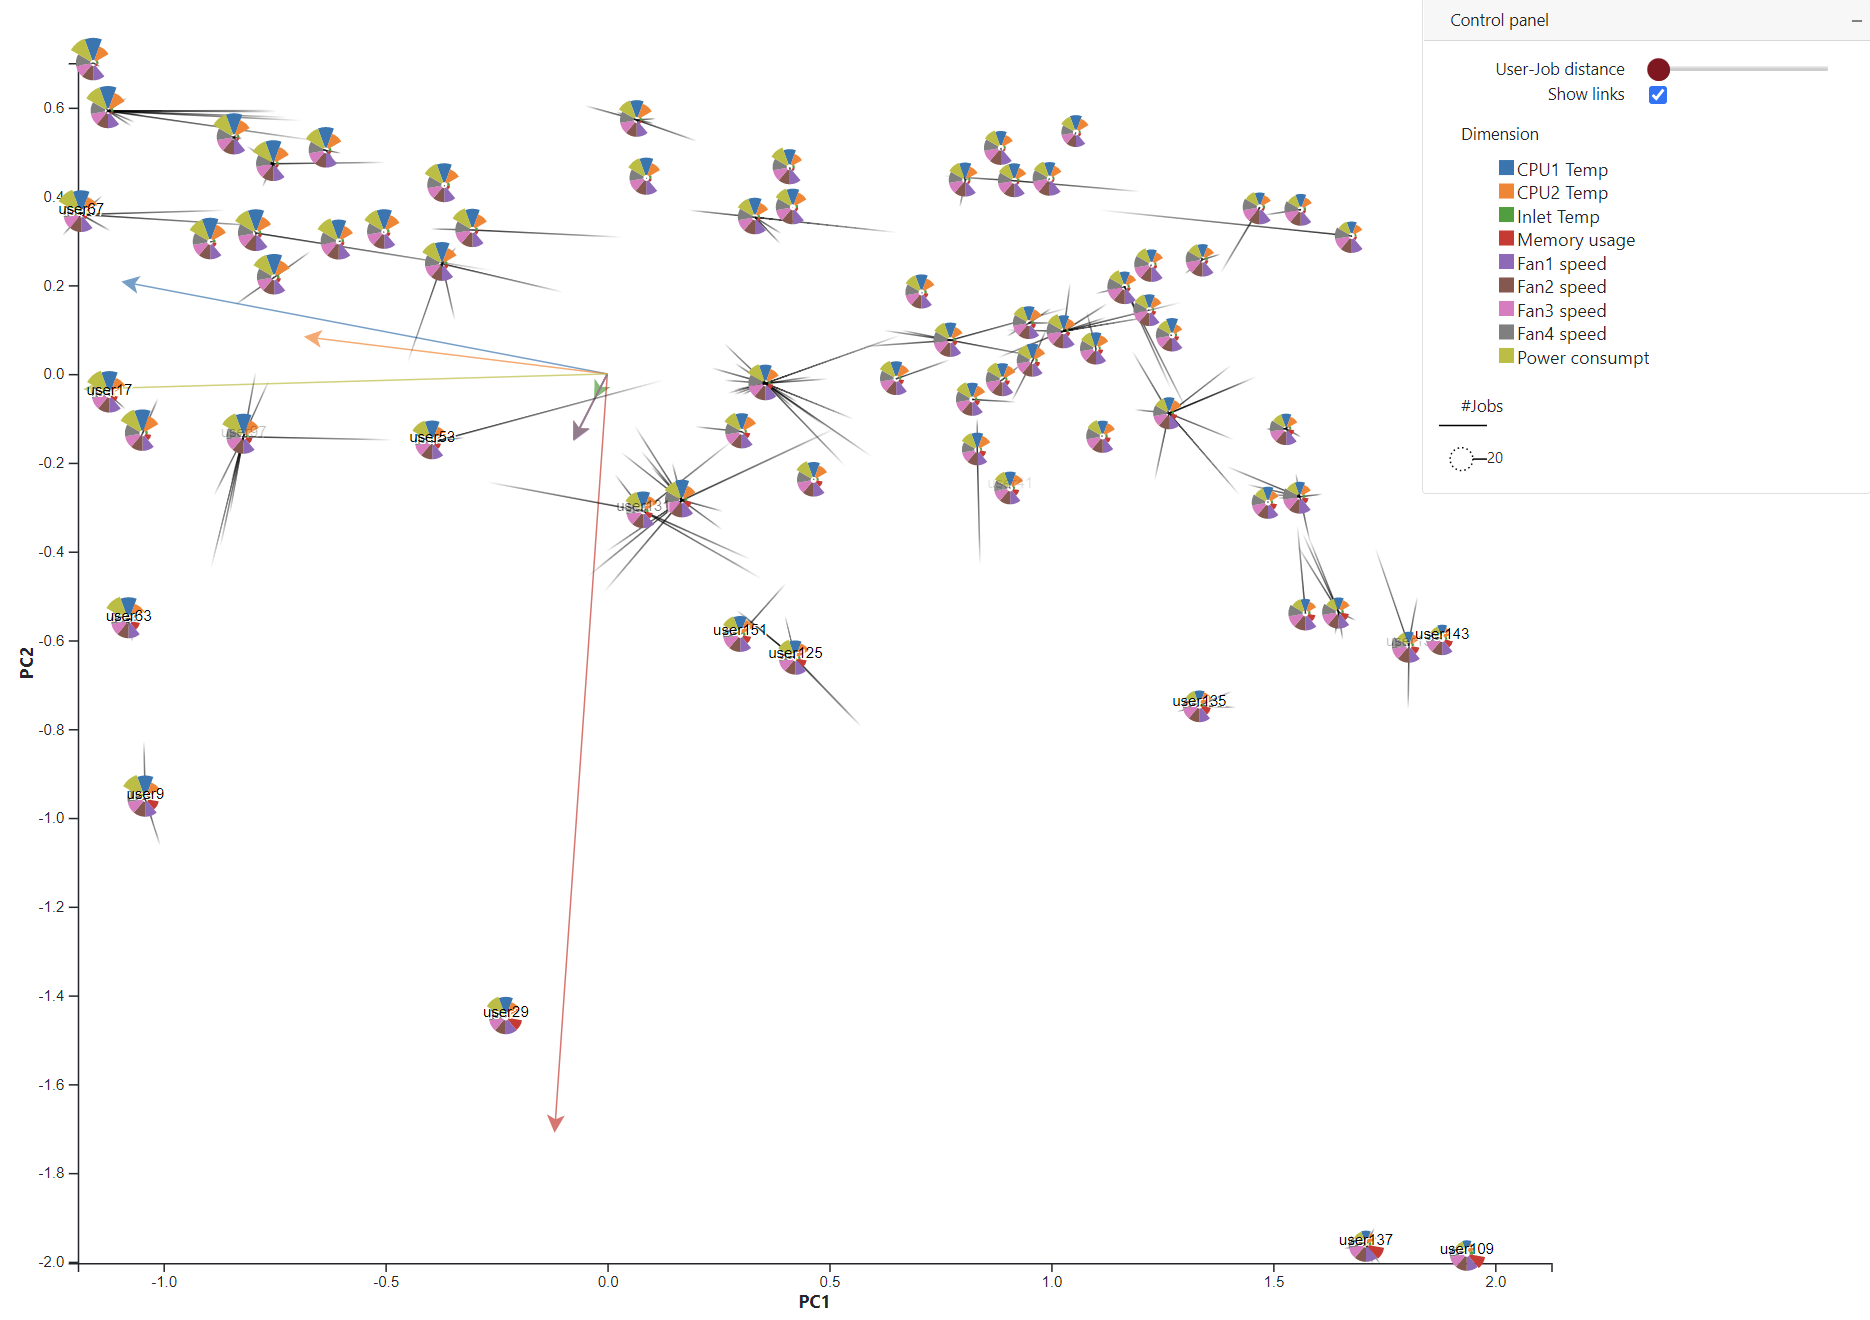 Control panel
User-Job distance
Show links
Dimension
CPU1 Temp
CPU2 Temp
Inlet Temp
Memory usage
Fan1 speed
Fan2 speed
Fan3 speed
Fan4 speed
Power consumpt
#Jobs
20
0.6
0.4
0.2
0.0
-0.2
-0.4
-0.6
-0.8
-1.0
-1.2
-1.4
-1.6
-1.8
-2.0
PC2
user67
user17
user53
user131
user63
user151
user125
user143
user135
user9
user29
user137
user109
-1.0
-0.5
0.0
0.5
1.0
1.5
2.0
PC1